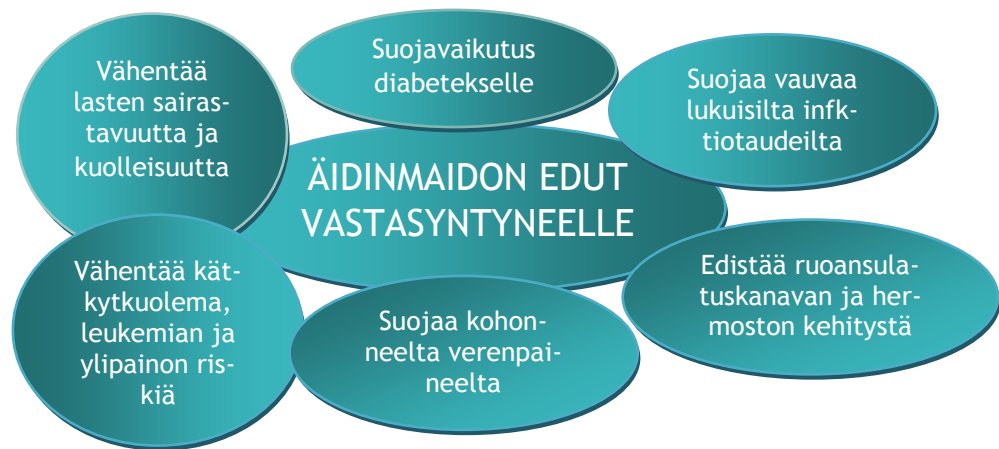 Vähentää
lasten sairas-
tavuutta ja
kuolleisuutta
Suojavaikutus
diabetekselle
Suojaa vauvaa
lukuisilta infk-
tiotaudeilta
ÄIDINMAIDON EDUT
VASTASYNTYNEELLE
Vähentää kät-
kytkuolema,
leukemian ja
ylipainon ris-
kiä
Suojaa kohon-
neelta verenpai-
neelta
Edistää ruoansula-
tuskanavan ja her-
moston kehitystä